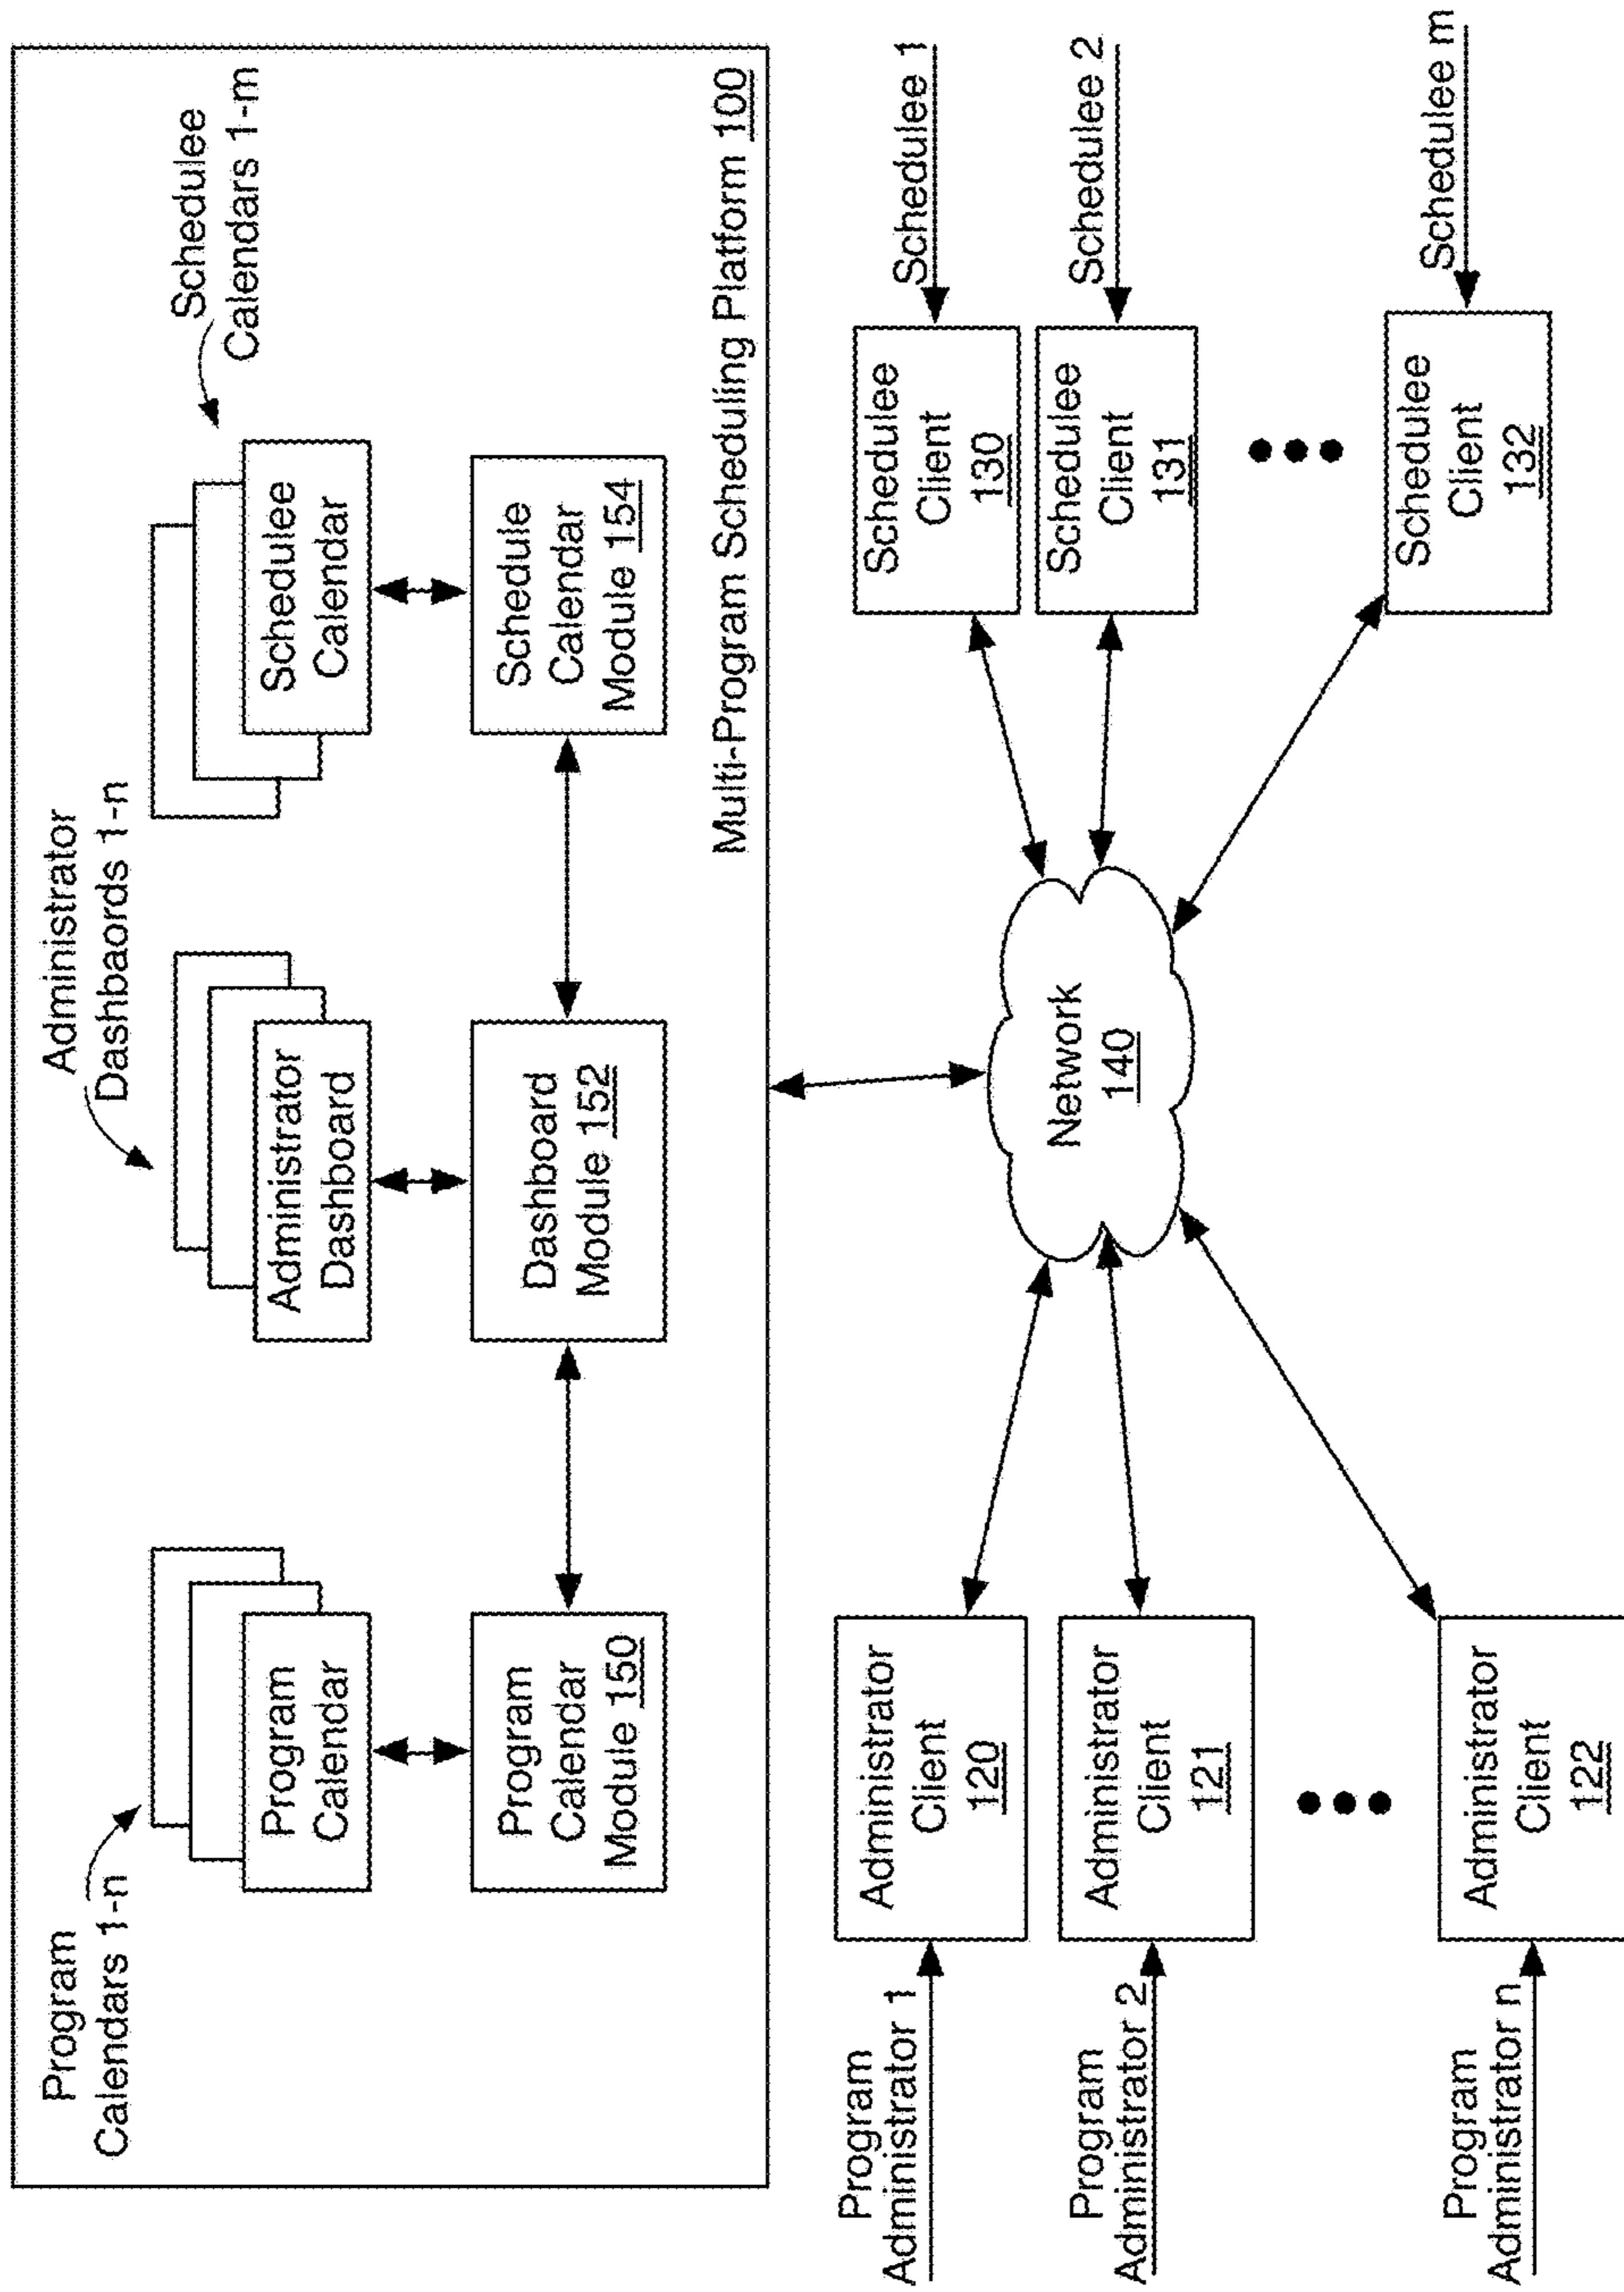 Program
Calendars 1-n
Administrator
Dashbaords 1-n
Schedulee
Calendars 1-m
Program
Calendar
Administrator
Dashboard
Schedulee
Calendar
Program
Calendar
Module 150
Dashboard
Module 152
Schedule
Calendar
Module 154
Multi-Program Scheduling Platform 100
Program
Administrator 1
Administrator
Client
120
Schedulee
Client
130
Schedulee 1
Network
140
Program
Administrator 2
Administrator
Client
121
Schedulee
Client
131
Schedulee 2
Program
Administrator n
Administrator
Client
122
Schedulee
Client
132
Schedulee m